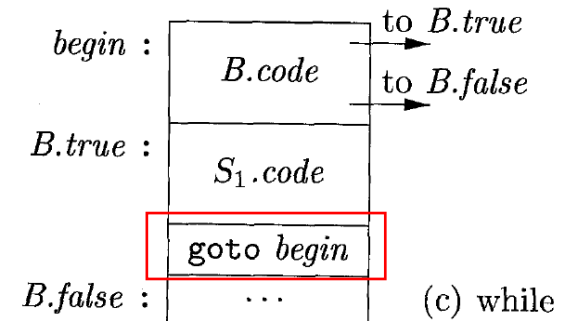 to B.true
begin :
B.code
to B.false
B.true :
S₁.code
goto begin
B.false : ... (c) while